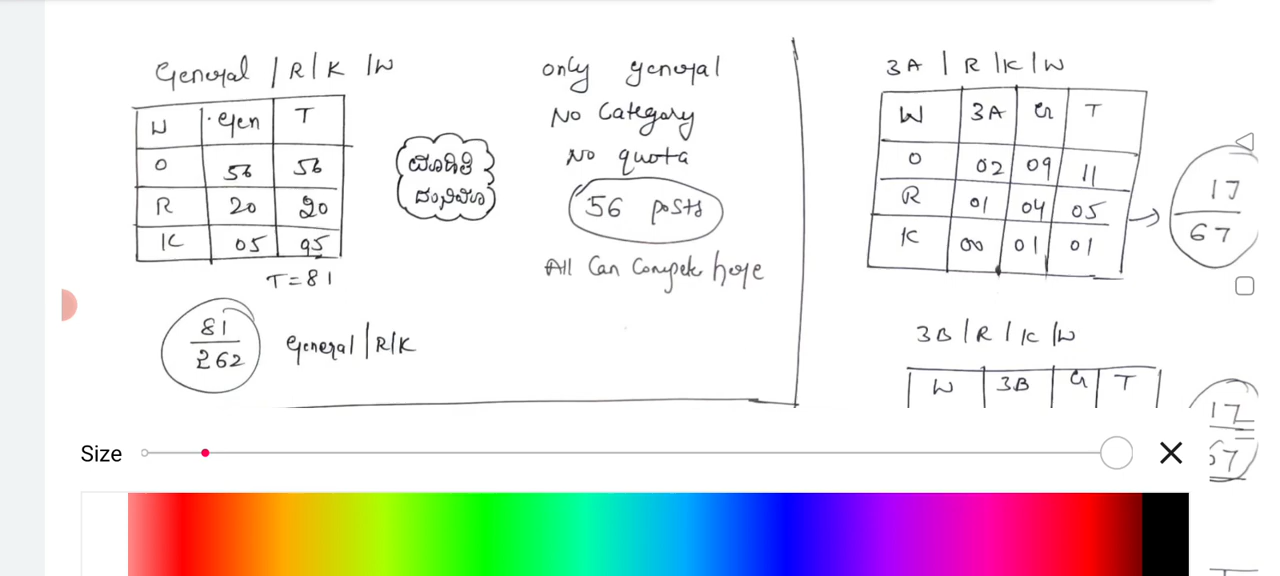 General / R / K / W
W Gen T
O 56 56
R 20 20
K 05 05
T = 81
81
262
General / R/K
only general
No Category
No quota
56 posts
All Can Compete here
3A / R / K / W
W 3A G T
O 02 09 11
R 01 04 05
K 00 01 01
17
67
3B / R / K / W
W 3B G T
17
67
Size